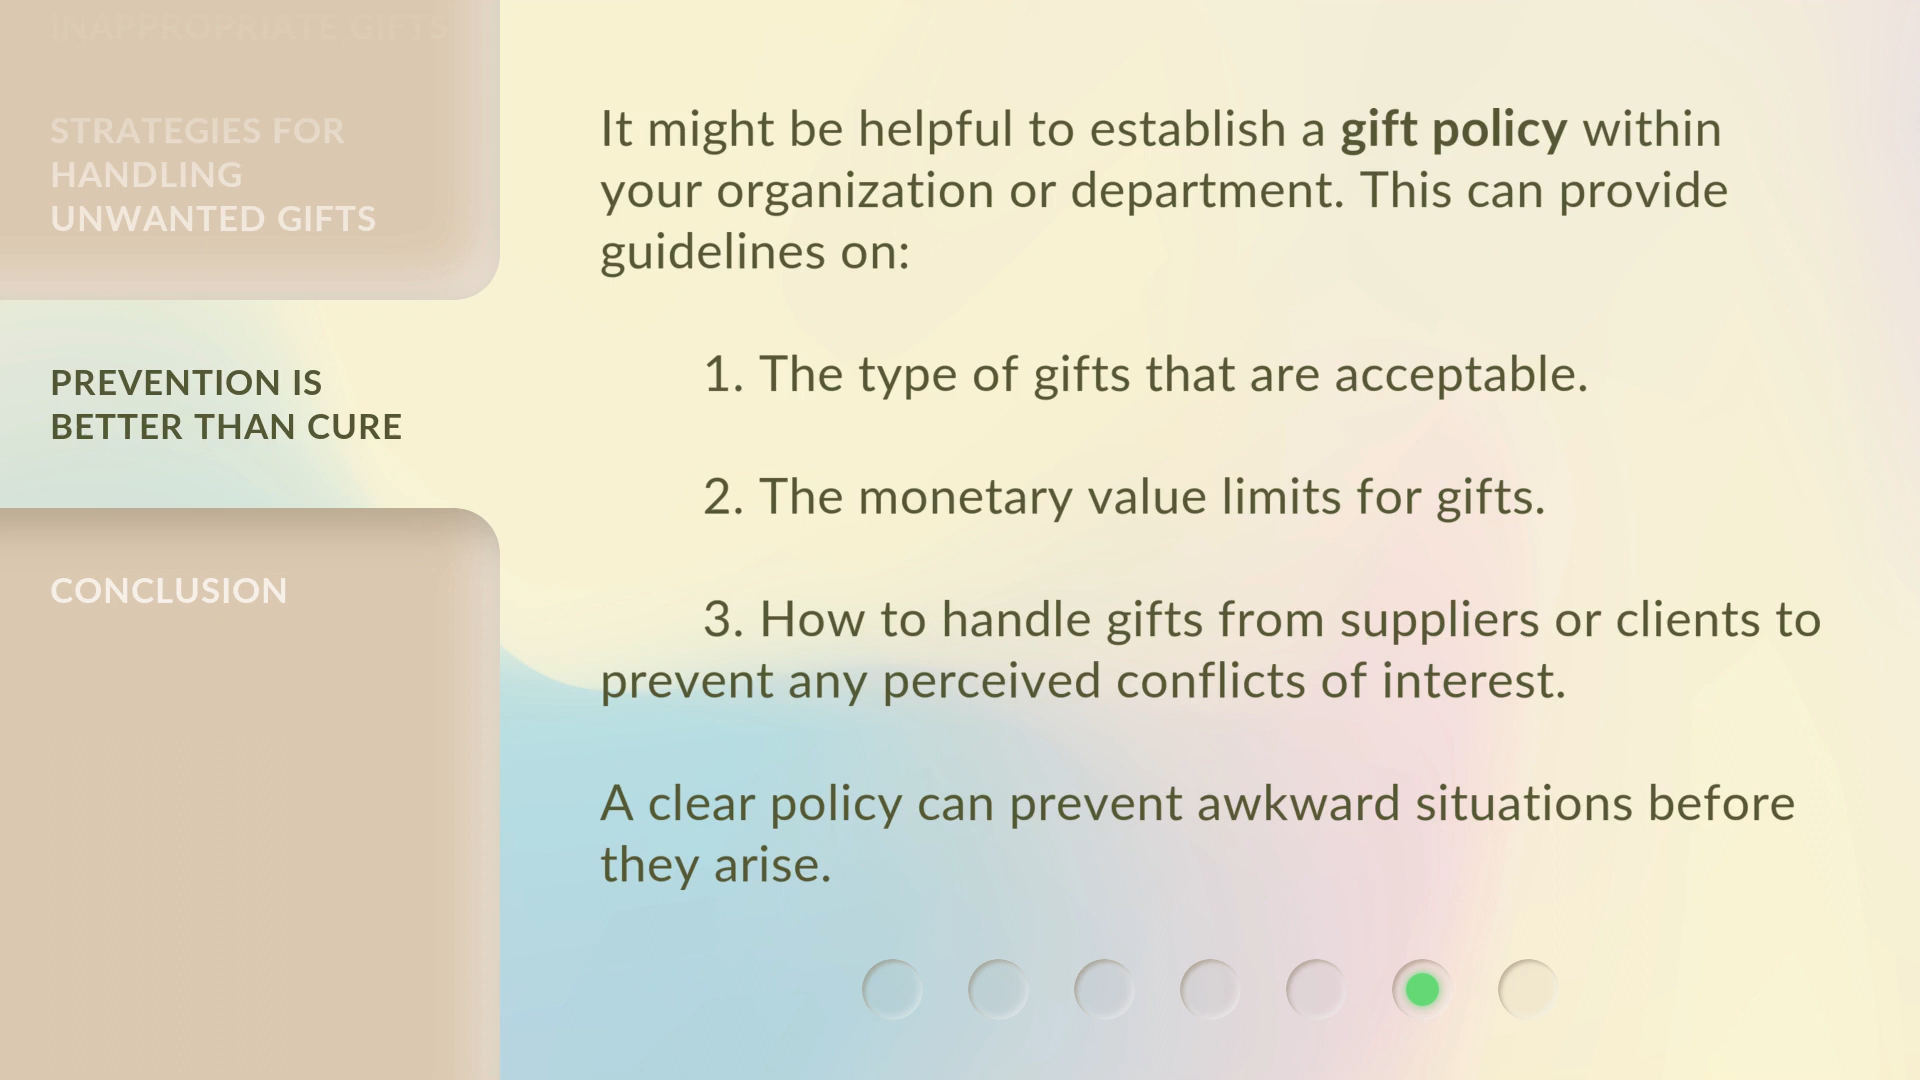 INAPPROPRIATE GIFTS
STRATEGIES FOR
HANDLING
UNWANTED GIFTS
PREVENTION IS
BETTER THAN CURE
CONCLUSION
It might be helpful to establish a gift policy within
your organization or department. This can provide
guidelines on:
1. The type of gifts that are acceptable.
2. The monetary value limits for gifts.
3. How to handle gifts from suppliers or clients to
prevent any perceived conflicts of interest.
A clear policy can prevent awkward situations before
they arise.